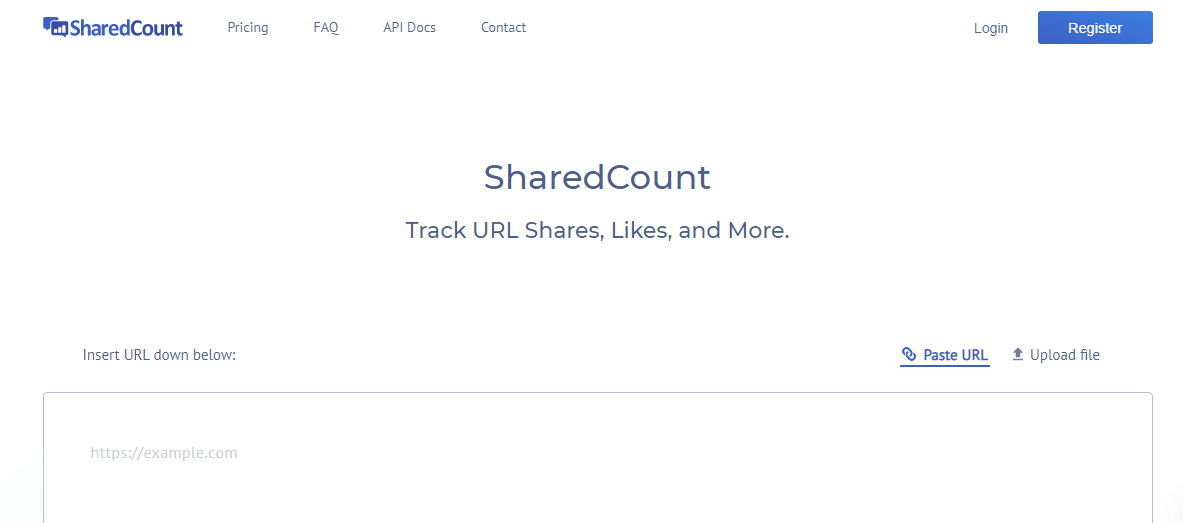 SharedCount Pricing FAQ API Docs Contact Login Register
SharedCount
Track URL Shares, Likes, and More.
Insert URL down below: Paste URL Upload file
https://example.com